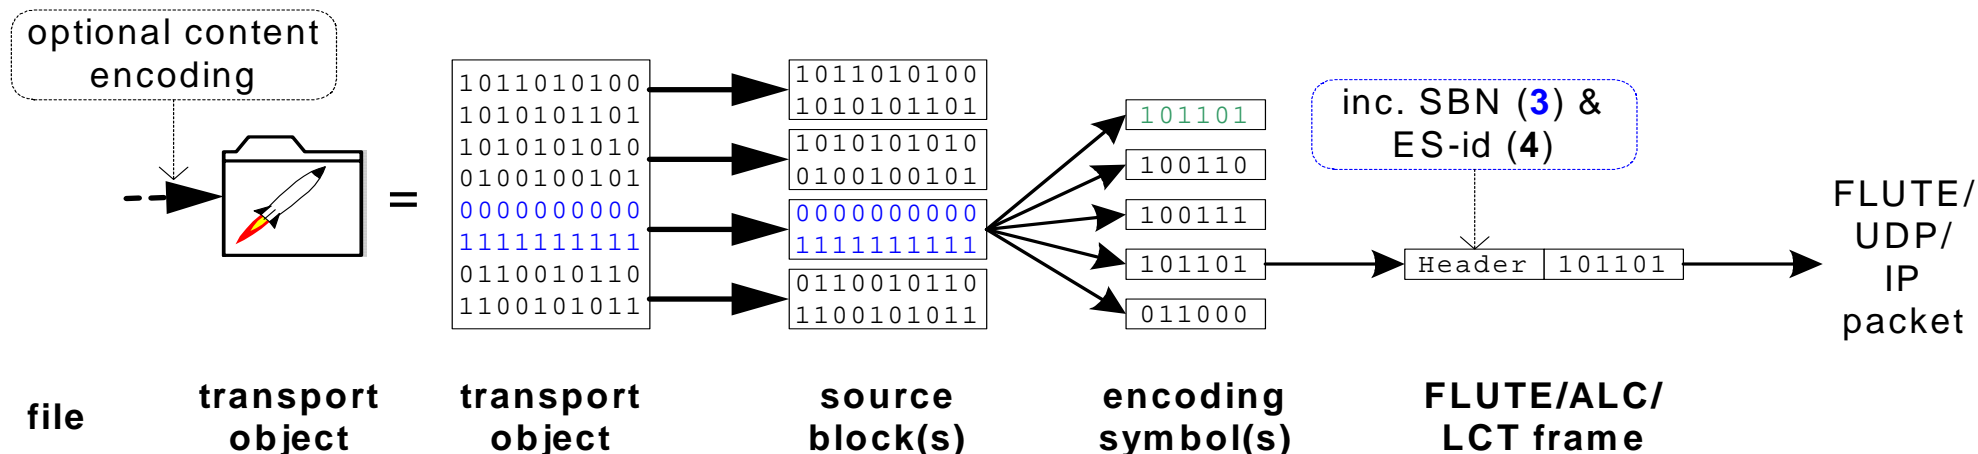 optional content
encoding
=
1011010100
1010101101
1010101010
0100100101
0000000000
1111111111
0110010110
1100101011
1011010100
1010101101
1010101010
0100100101
0000000000
1111111111
0110010110
1100101011
101101
100110
100111
101101
011000
inc. SBN (3) &
ES-id (4)
Header 101101
FLUTE/
UDP/
IP
packet
file
transport
object
transport
object
source
block(s)
encoding
symbol(s)
FLUTE/ALC/
LCT frame